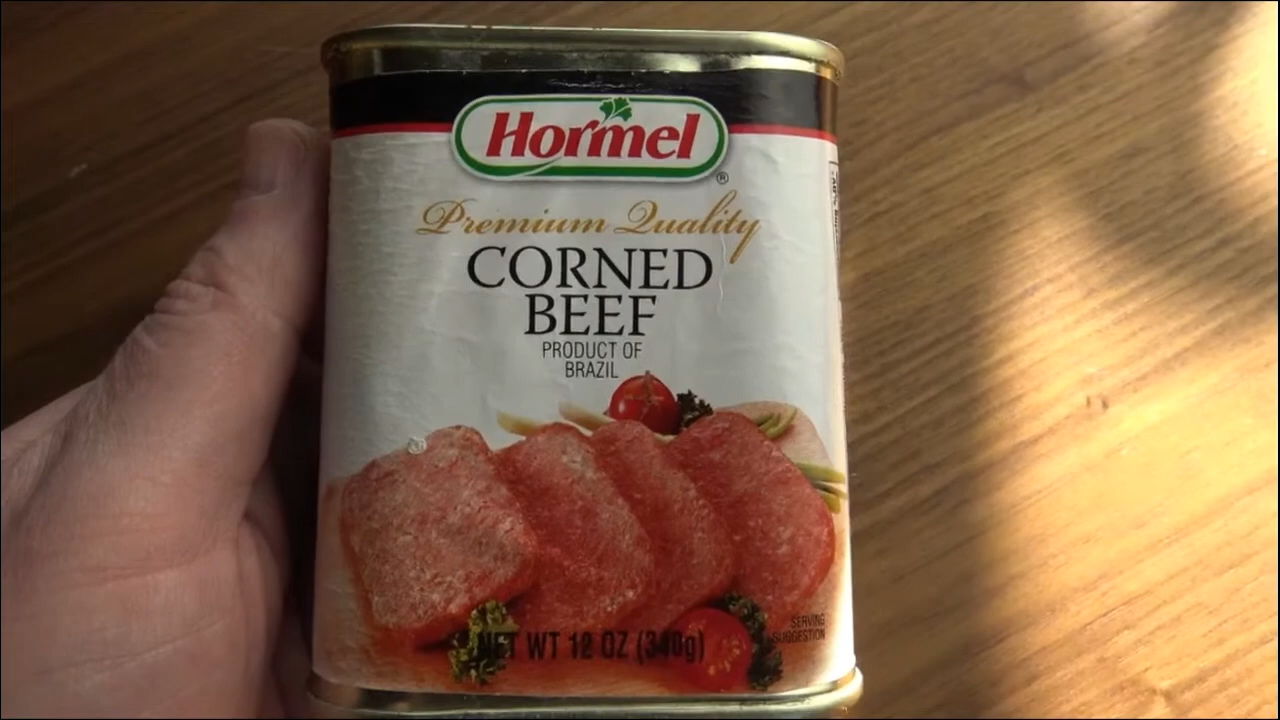 Hormel
®
Premium Quality
CORNED
BEEF
PRODUCT OF
BRAZIL
SERVING
SUGGESTION
NET WT 12 OZ (340g)